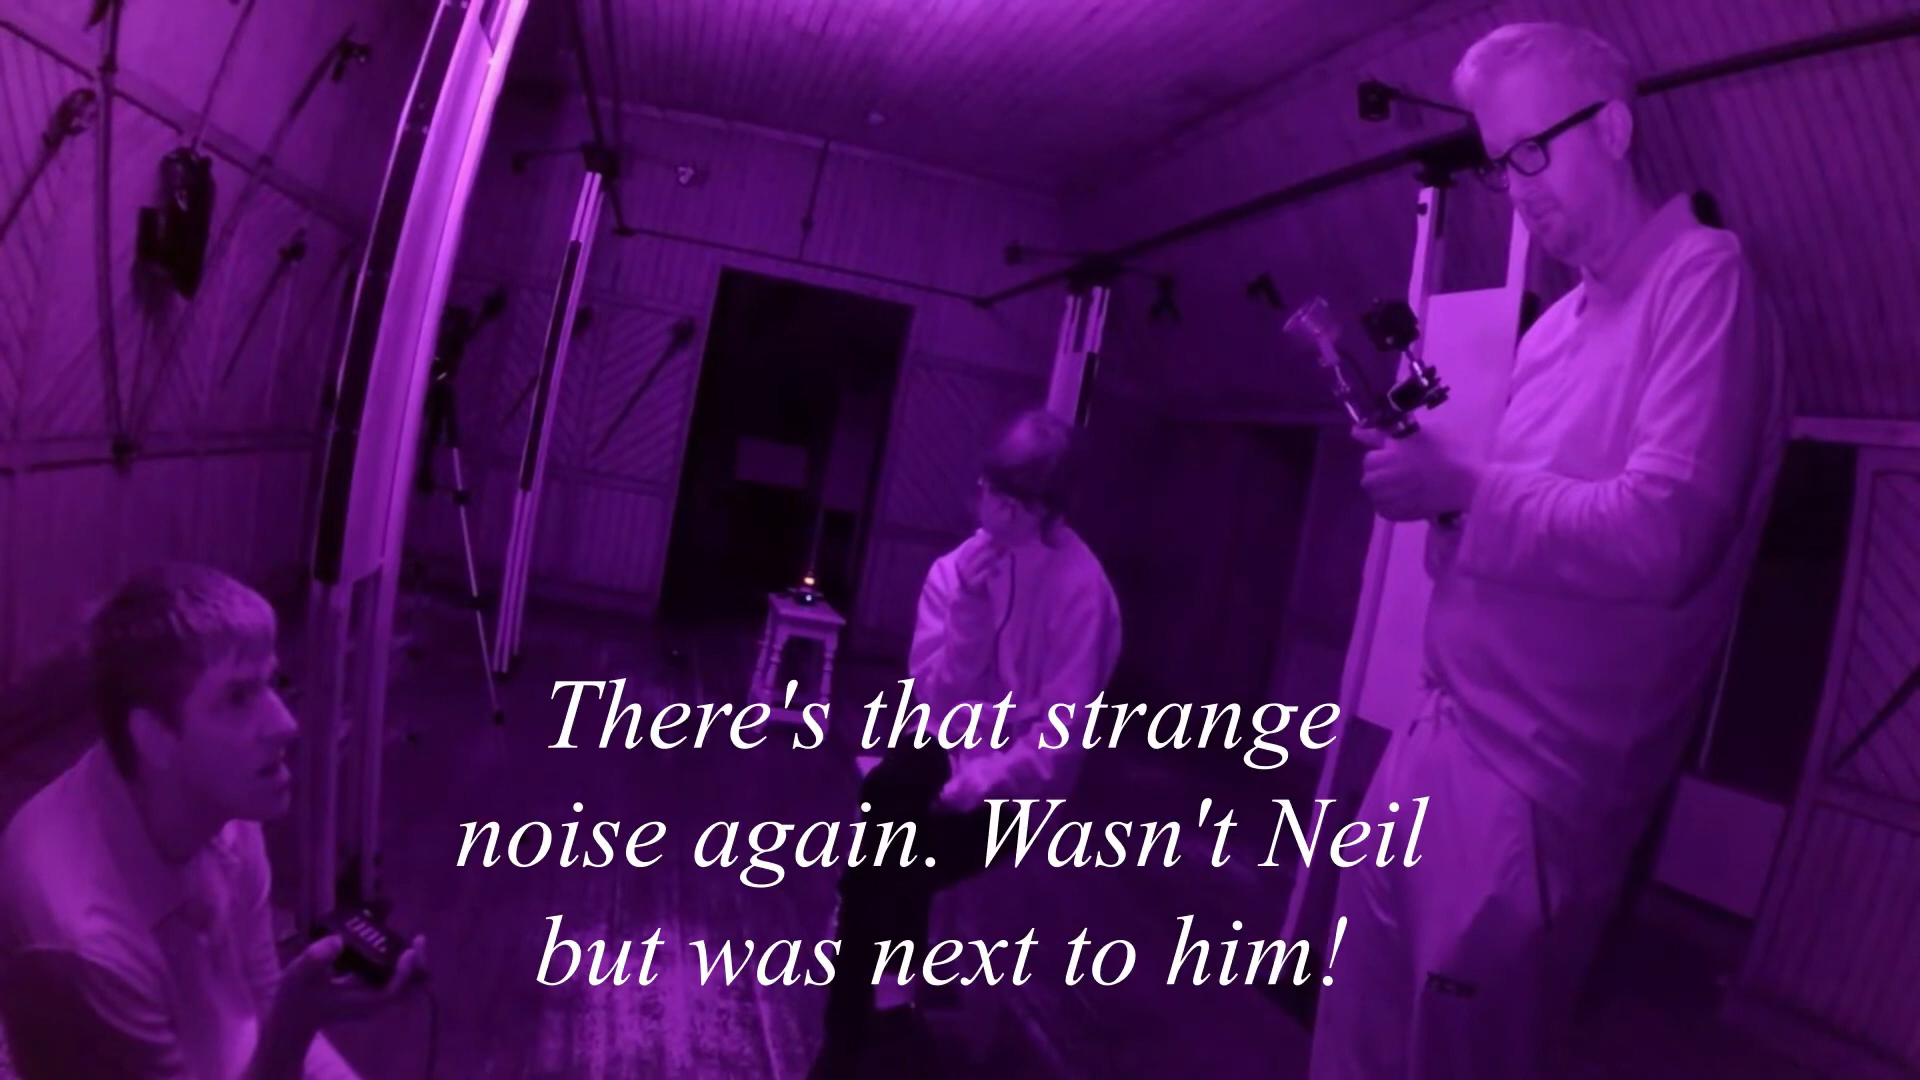 There's that strange
noise again. Wasn't Neil
but was next to him!